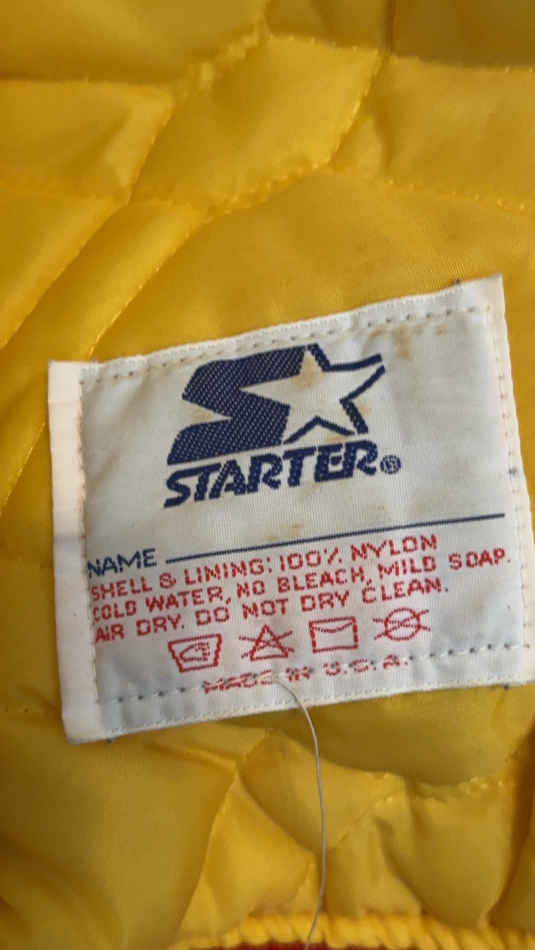 STARTER®
NAME
SHELL & LINING: 100% NYLON
COLD WATER, NO BLEACH, MILD SOAP.
AIR DRY. DO NOT DRY CLEAN.
MADE IN U.S.A.